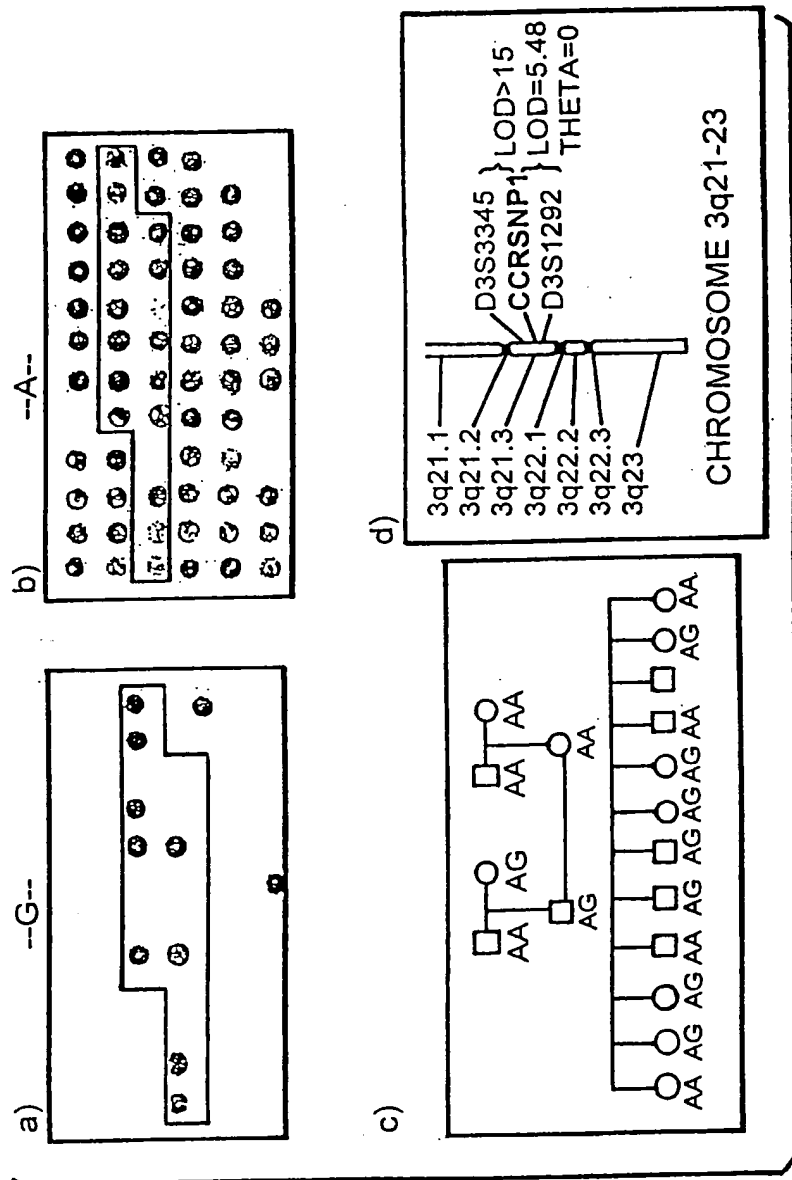 a)
--G--
b)
--A--
c)
AA AG AA AA
AG AA
AA AG AG AA AG AG AG AG AA AG AA
d)
3q21.1
3q21.2
3q21.3
3q22.1
3q22.2
3q22.3
3q23
D3S3345
CCRSNP1
D3S1292
LOD>15
LOD=5.48
THETA=0
CHROMOSOME 3q21-23